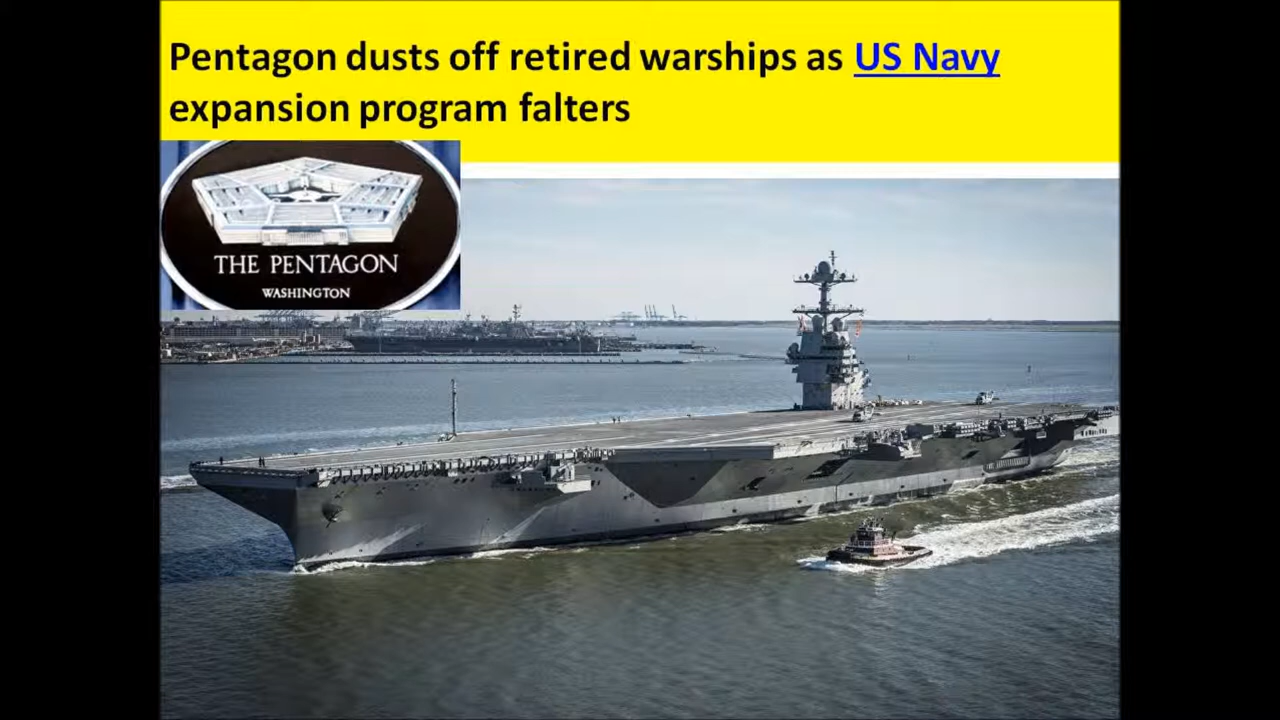 Pentagon dusts off retired warships as US Navy
expansion program falters
THE PENTAGON
WASHINGTON